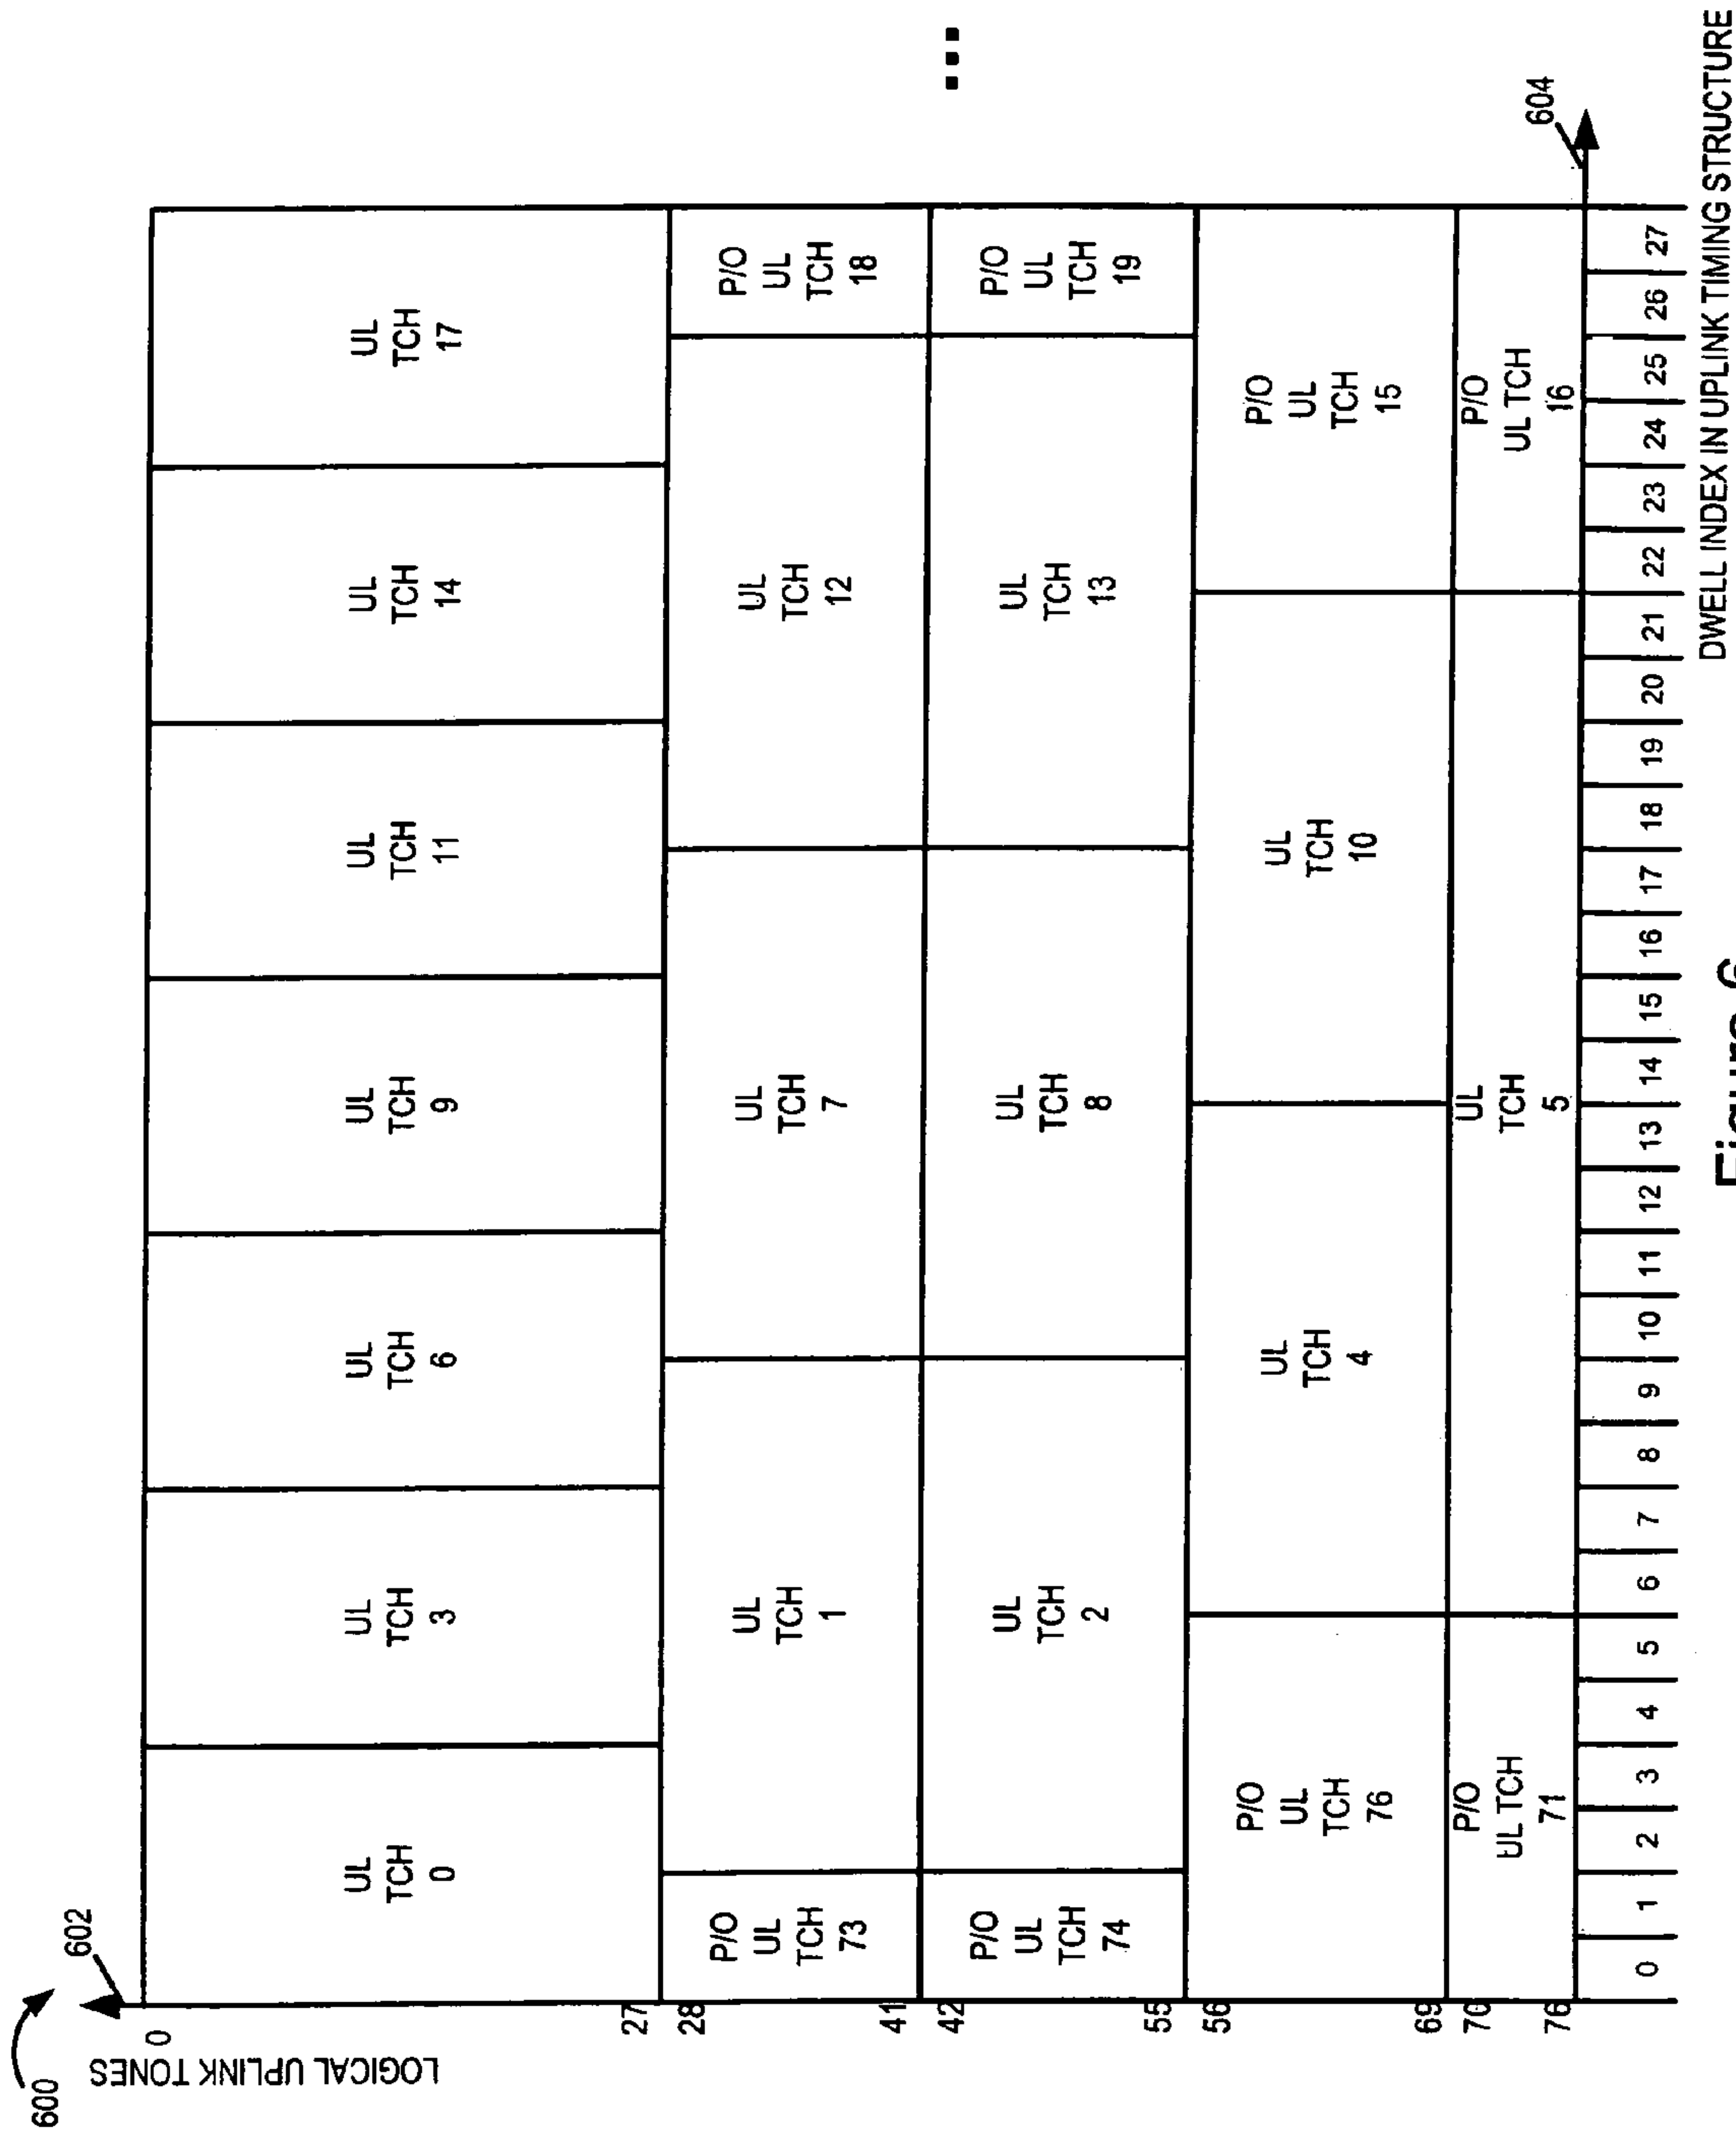 600
602
LOGICAL UPLINK TONES
0
27
28
41
42
55
56
69
70
76
UL
TCH
0
UL
TCH
3
UL
TCH
6
UL
TCH
9
UL
TCH
11
UL
TCH
14
UL
TCH
17
P/O
UL
TCH
73
UL
TCH
1
UL
TCH
7
UL
TCH
12
P/O
UL
TCH
18
P/O
UL
TCH
74
UL
TCH
2
UL
TCH
8
UL
TCH
13
P/O
UL
TCH
19
P/O
UL
TCH
76
UL
TCH
4
UL
TCH
10
P/O
UL
TCH
15
P/O
UL TCH
71
UL
TCH
5
P/O
UL TCH
16
604
0 1 2 3 4 5 6 7 8 9 10 11 12 13 14 15 16 17 18 19 20 21 22 23 24 25 26 27
DWELL INDEX IN UPLINK TIMING STRUCTURE
Figure 6